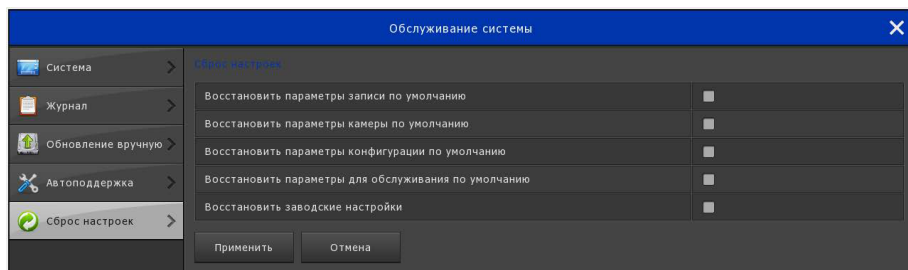 Обслуживание системы
Система
Журнал
Обновление вручную
Автоподдержка
Сброс настроек
Сброс настроек
Восстановить параметры записи по умолчанию
Восстановить параметры камеры по умолчанию
Восстановить параметры конфигурации по умолчанию
Восстановить параметры для обслуживания по умолчанию
Восстановить заводские настройки
Применить
Отмена